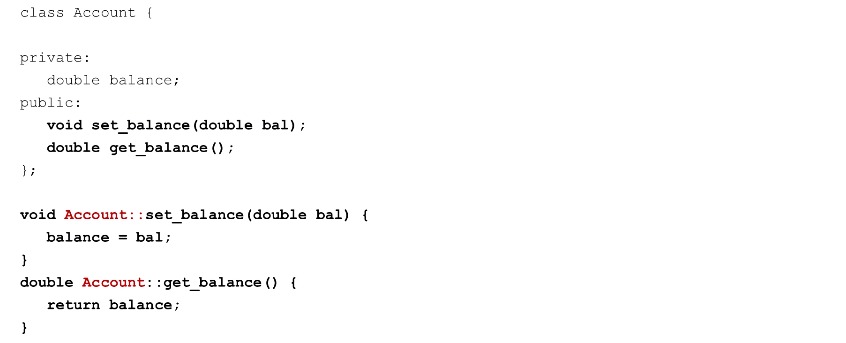 class Account {
private:
double balance;
public:
void set_balance(double bal);
double get_balance();
};
void Account::set_balance(double bal) {
balance = bal;
}
double Account::get_balance() {
return balance;
}